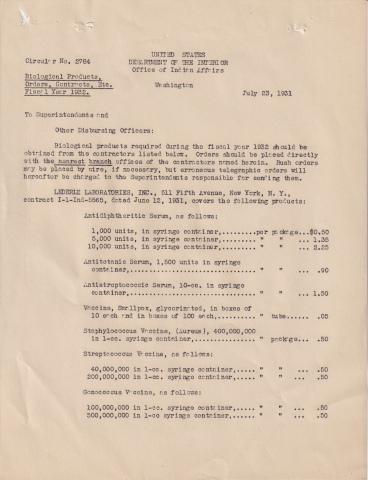 UNITED STATES
DEPARTMENT OF THE INTERIOR
Office of Indian Affairs
Washington
Circular No. 2784
Biological Products,
Orders, Contracts, Etc.
Fiscal Year 1932.
July 23, 1931
To Superintendents and
Other Disbursing Officers:
Biological products required during the fiscal year 1932 should be
obtained from the contractors listed below. Orders should be placed directly
with the nearest branch offices of the contractors named herein. Rush orders
may be placed by wire, if necessary, but erroneous telegraphic orders will
hereafter be charged to the Superintendents responsible for sending them.
LEDERLE LABORATORIES, INC., 511 Fifth Avenue, New York, N. Y.,
contract I-1-Ind-5565, dated June 12, 1931, covers the following products:
Antidiphtheritic Serum, as follows:
1,000 units, in syringe container,........per package...$0.50
5,000 units, in syringe container,........ " " ... 1.35
10,000 units, in syringe container,........ " " ... 2.25
Antitetanic Serum, 1,500 units in syringe
container,............................... " " ... .90
Antistreptococcic Serum, 10-cc. in syringe
container,............................... " " ... 1.50
Vaccine, Smallpox, glycerinated, in boxes of
10 each and in boxes of 100 each,.......... " tube...... .05
Staphylococcus Vaccine, (Aureus), 400,000,000
in 1-cc. syringe container,............... " package... .50
Streptococcus Vaccine, as follows:
40,000,000 in 1-cc. syringe container,..... " " ... .50
200,000,000 in 1-cc. syringe container,..... " " ... .50
Gonococcus Vaccine, as follows:
100,000,000 in 1-cc. syringe container,..... " " ... .50
500,000,000 in 1-cc syringe container,...... " " ... .50